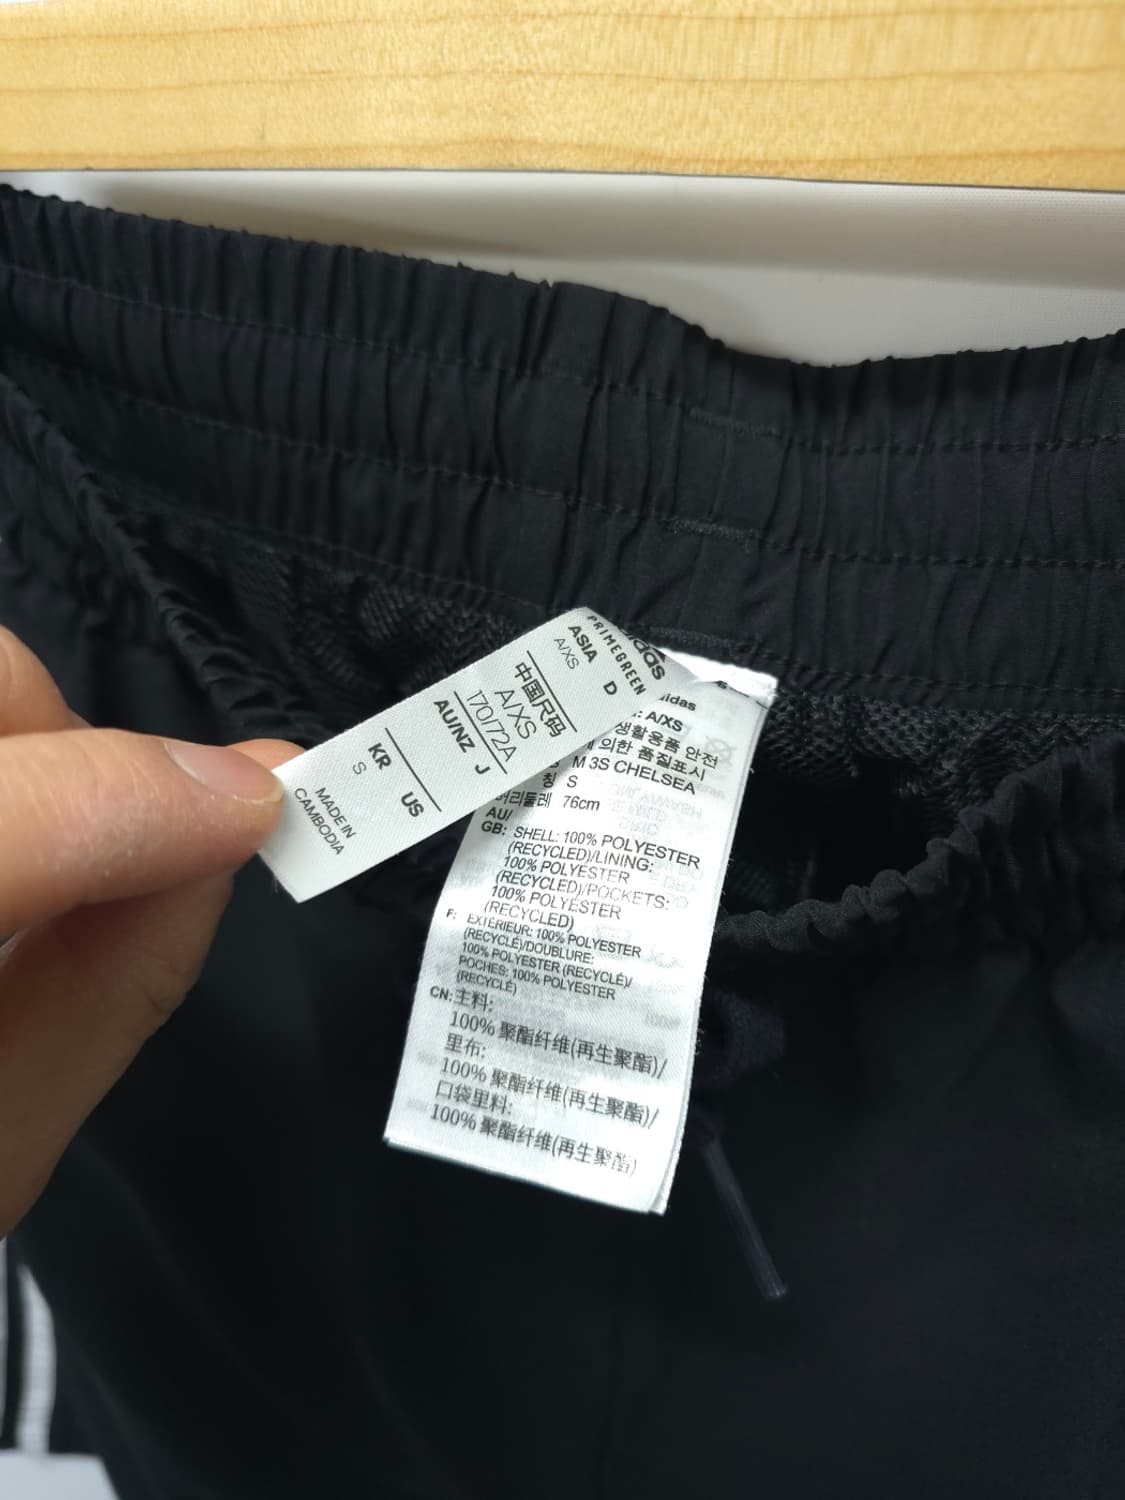 PRIMEGREEN
ASIA D
A/XS
中国尺码
A/XS
170/72A
AU/NZ J
KR US
S
MADE IN
CAMBODIA
: A/XS
생활용품 안전
의한 품질표시
M 3S CHELSEA
칭 S
허리둘레 76cm
AU/
GB: SHELL: 100% POLYESTER
(RECYCLED)/LINING:
100% POLYESTER
(RECYCLED)/POCKETS:
100% POLYESTER
(RECYCLED)
F: EXTÉRIEUR: 100% POLYESTER
(RECYCLÉ)/DOUBLURE:
100% POLYESTER (RECYCLÉ)/
POCHES: 100% POLYESTER
(RECYCLÉ)
CN: 主料:
100% 聚酯纤维(再生聚酯)/
里布:
100% 聚酯纤维(再生聚酯)/
口袋里料:
100% 聚酯纤维(再生聚酯)